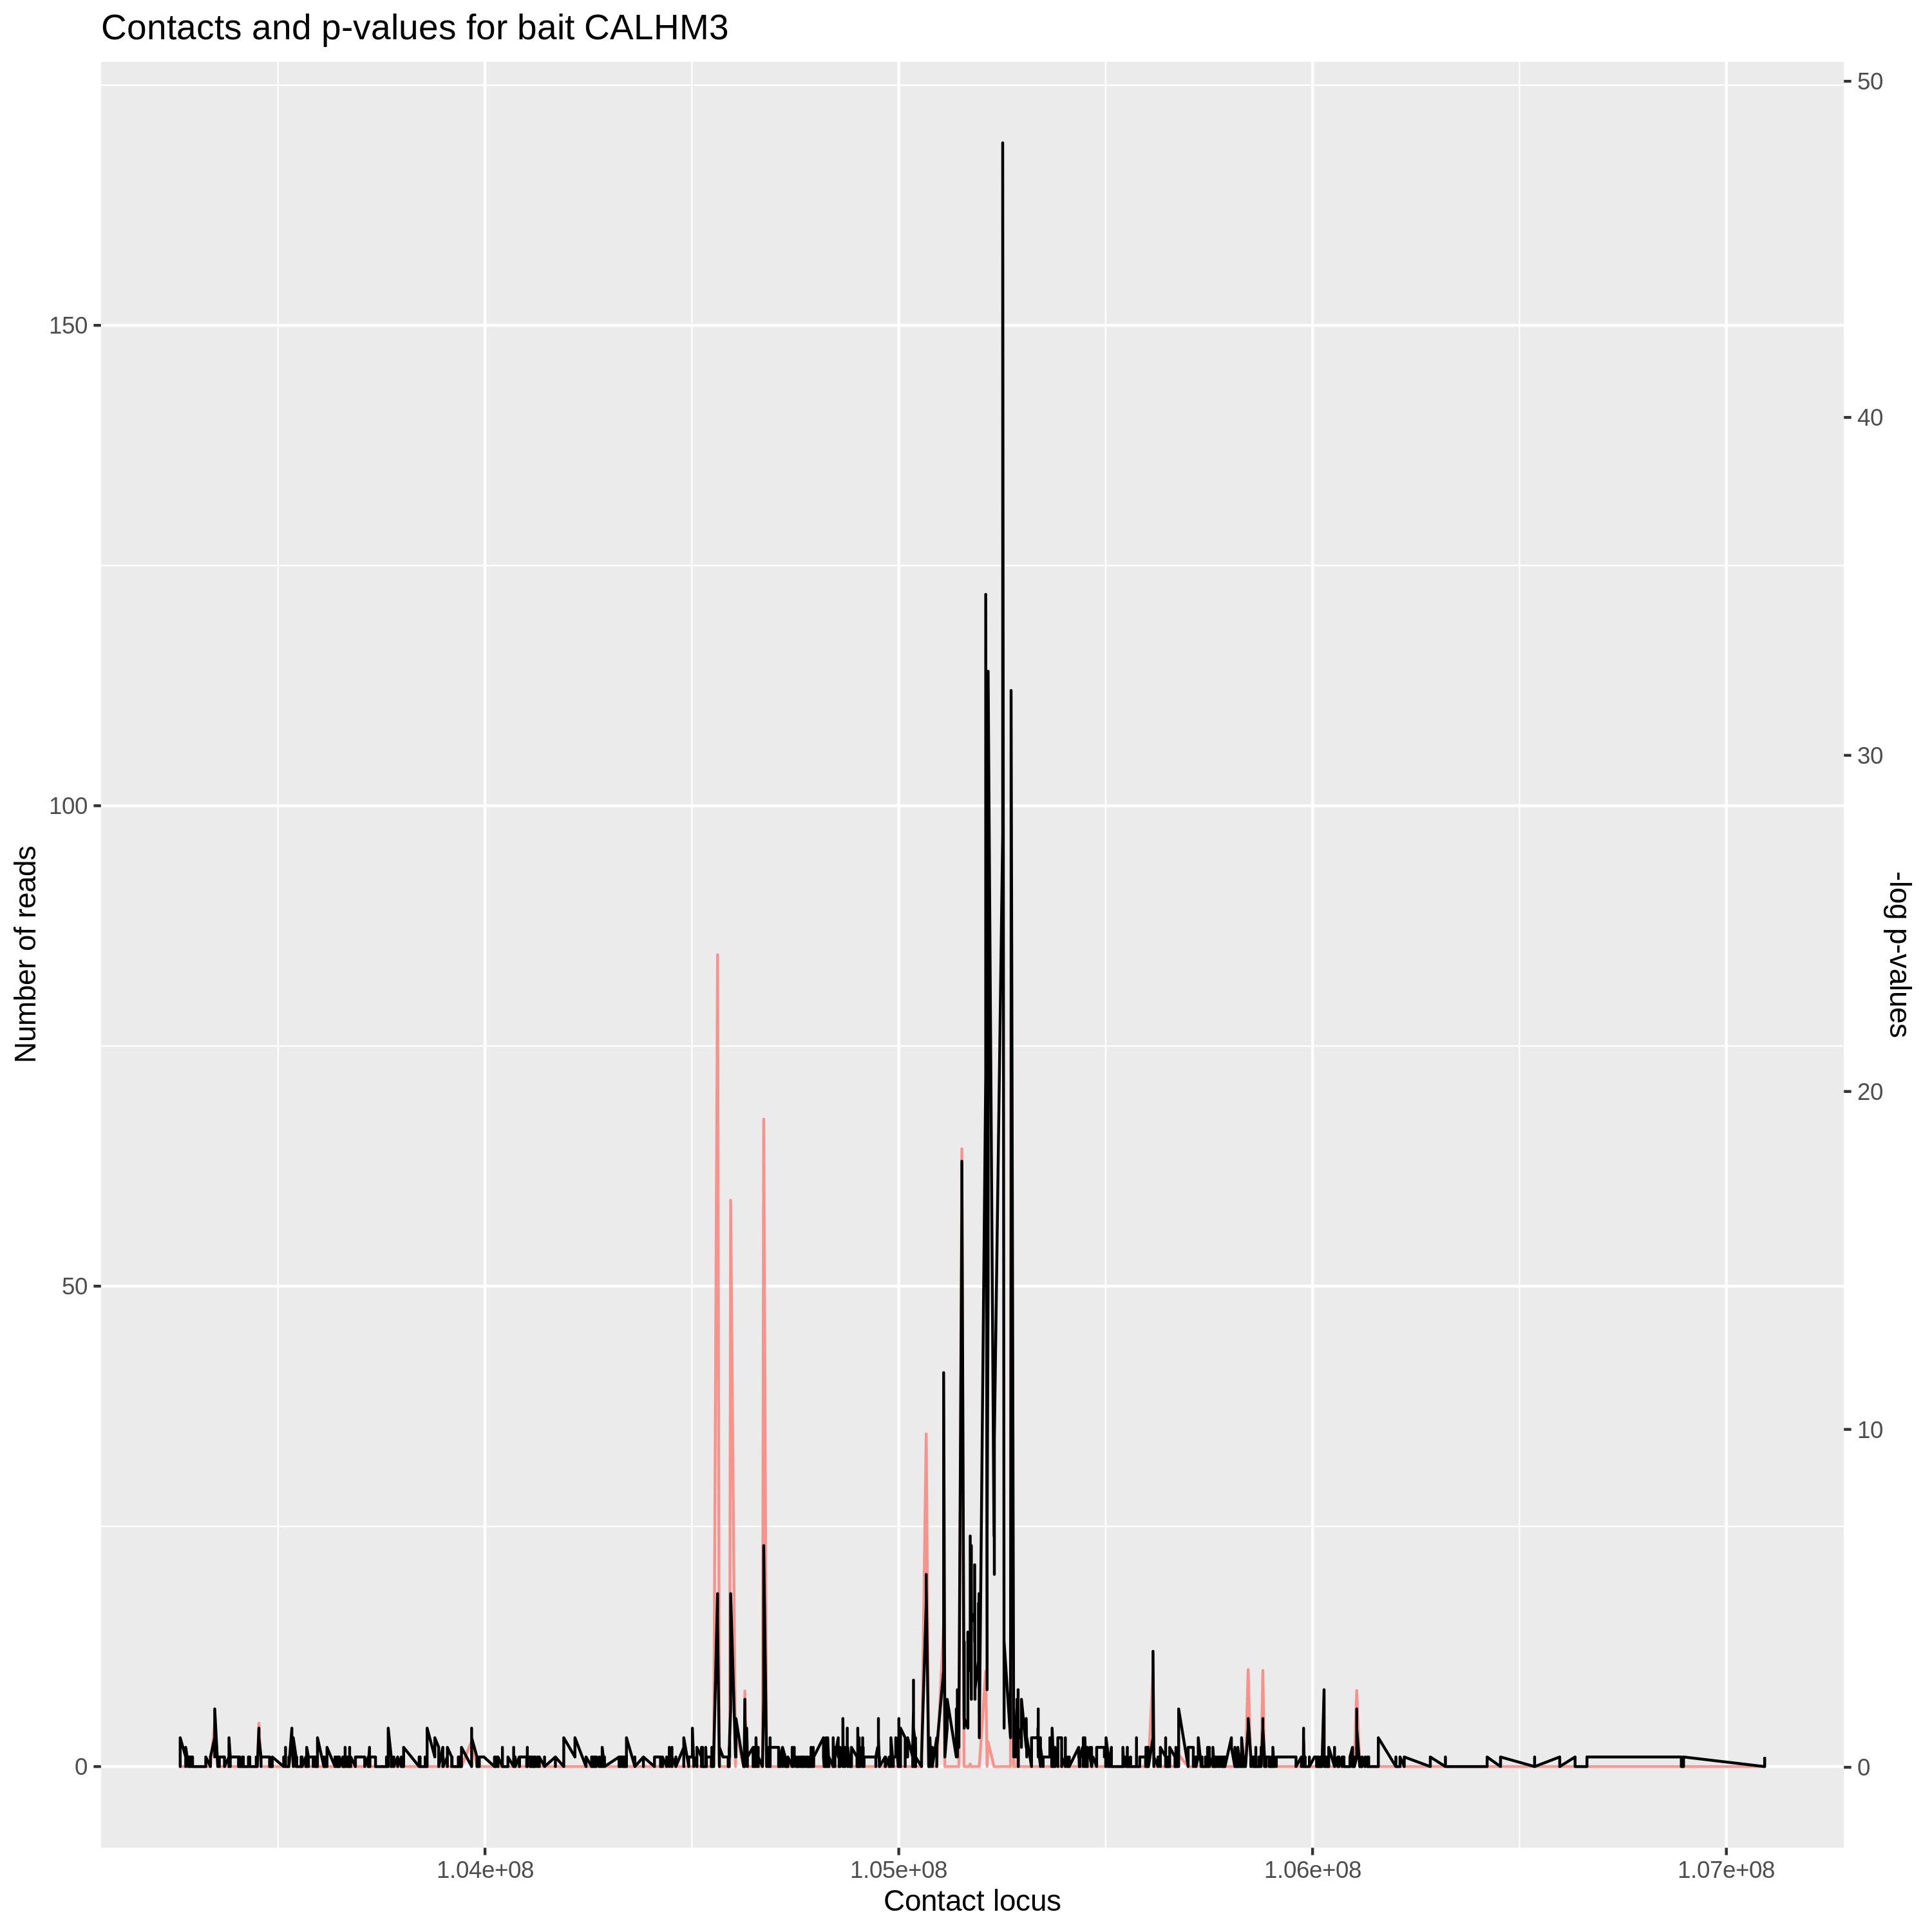 Contacts and p-values for bait CALHM3
50
40
150
30
100
Number of reads
-log p-values
20
50
10
0
0
1.04e+08
1.05e+08
1.06e+08
1.07e+08
Contact locus